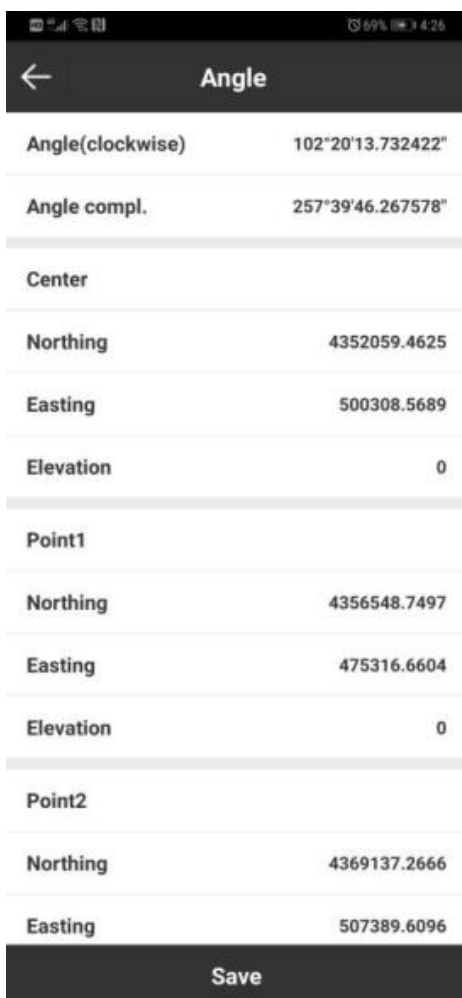 69% 4:26
Angle
Angle(clockwise) 102°20'13.732422"
Angle compl. 257°39'46.267578"
Center
Northing 4352059.4625
Easting 500308.5689
Elevation 0
Point1
Northing 4356548.7497
Easting 475316.6604
Elevation 0
Point2
Northing 4369137.2666
Easting 507389.6096
Save